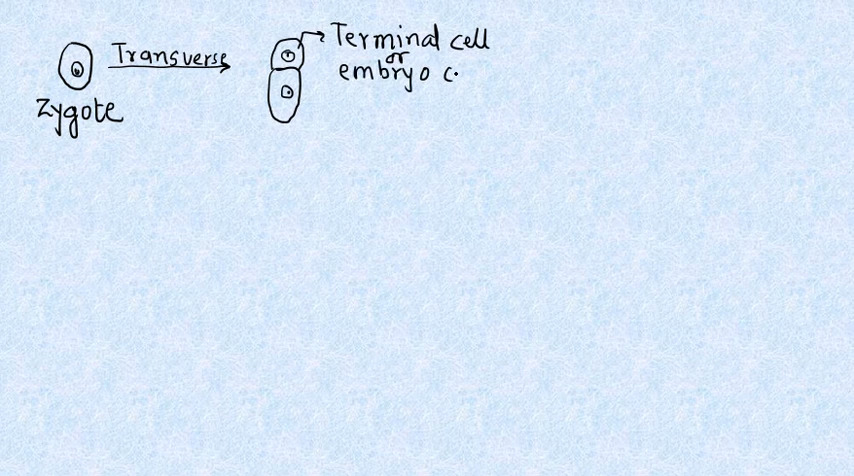 Transverse
Zygote
Terminal cell
or
embryo c.